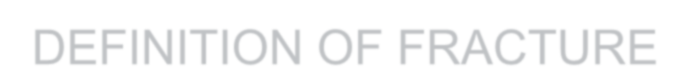 DEFINITION OF FRACTURE